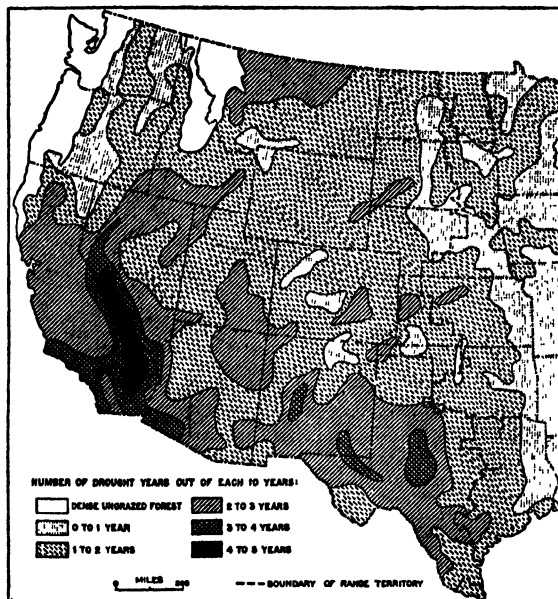 NUMBER OF DROUGHT YEARS OUT OF EACH 10 YEARS:
DENSE UNGRAZED FOREST
0 TO 1 YEAR
1 TO 2 YEARS
2 TO 3 YEARS
3 TO 4 YEARS
4 TO 5 YEARS
MILES
0
BOUNDARY OF RANGE TERRITORY